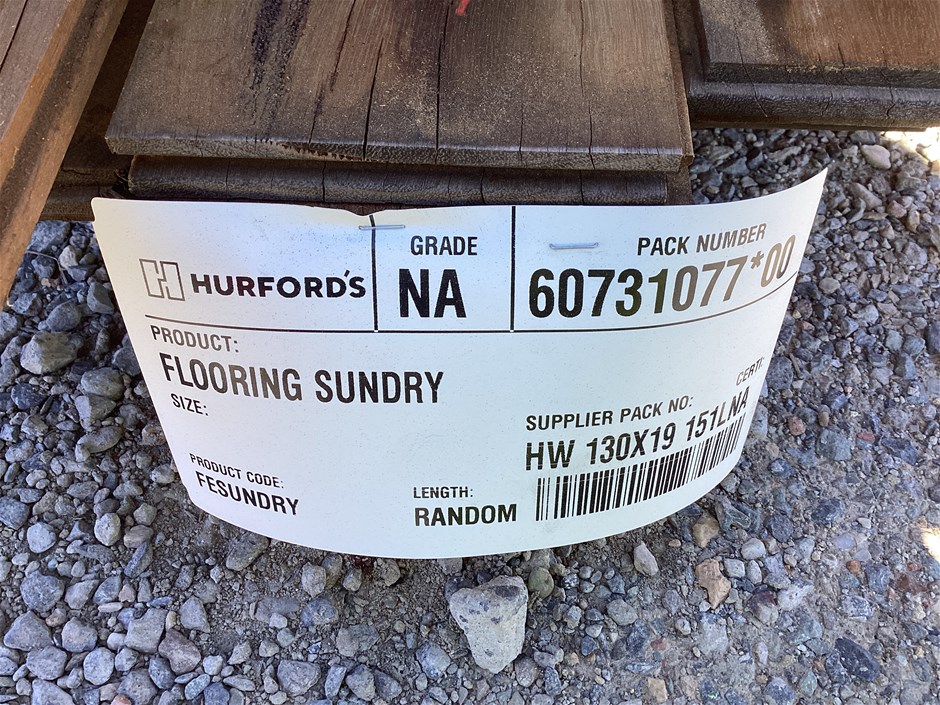 HURFORD'S
GRADE
NA
PACK NUMBER
60731077*00
PRODUCT:
FLOORING SUNDRY
SIZE:
CERTI:
SUPPLIER PACK NO:
HW 130X19 151LNA
PRODUCT CODE:
FESUNDRY
LENGTH:
RANDOM